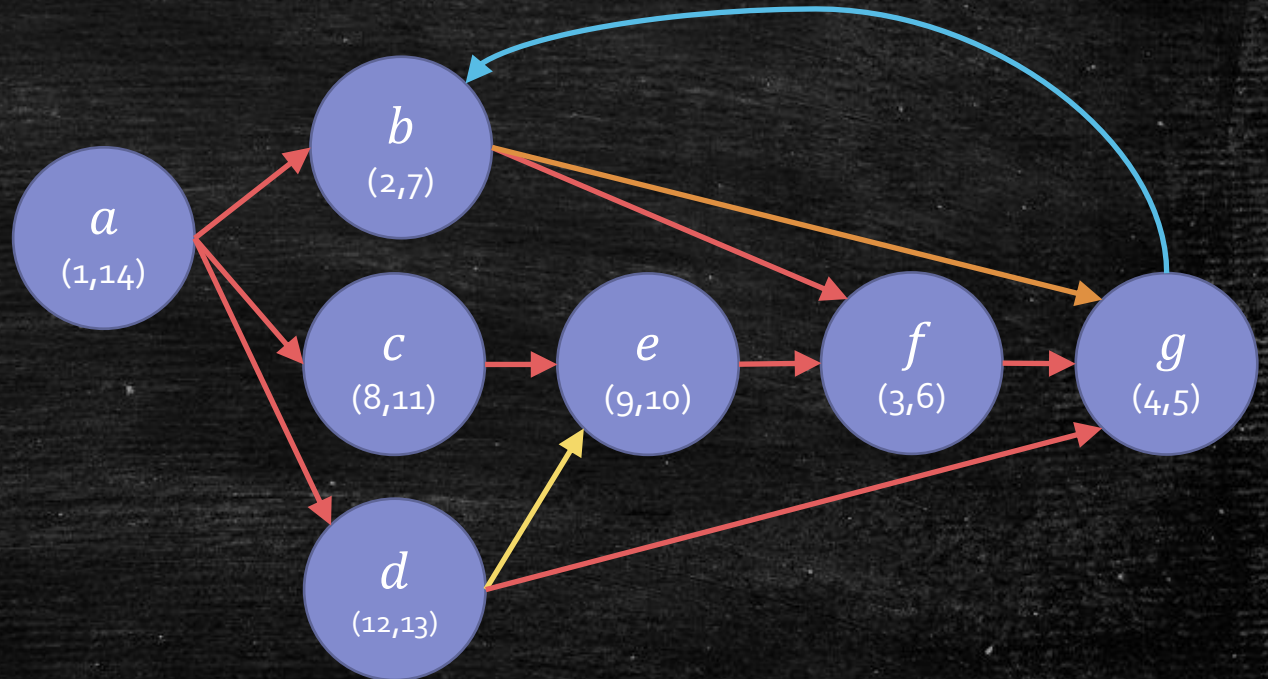 b
(2,7)
a
(1,14)
c
(8,11)
e
(9,10)
f
(3,6)
g
(4,5)
d
(12,13)